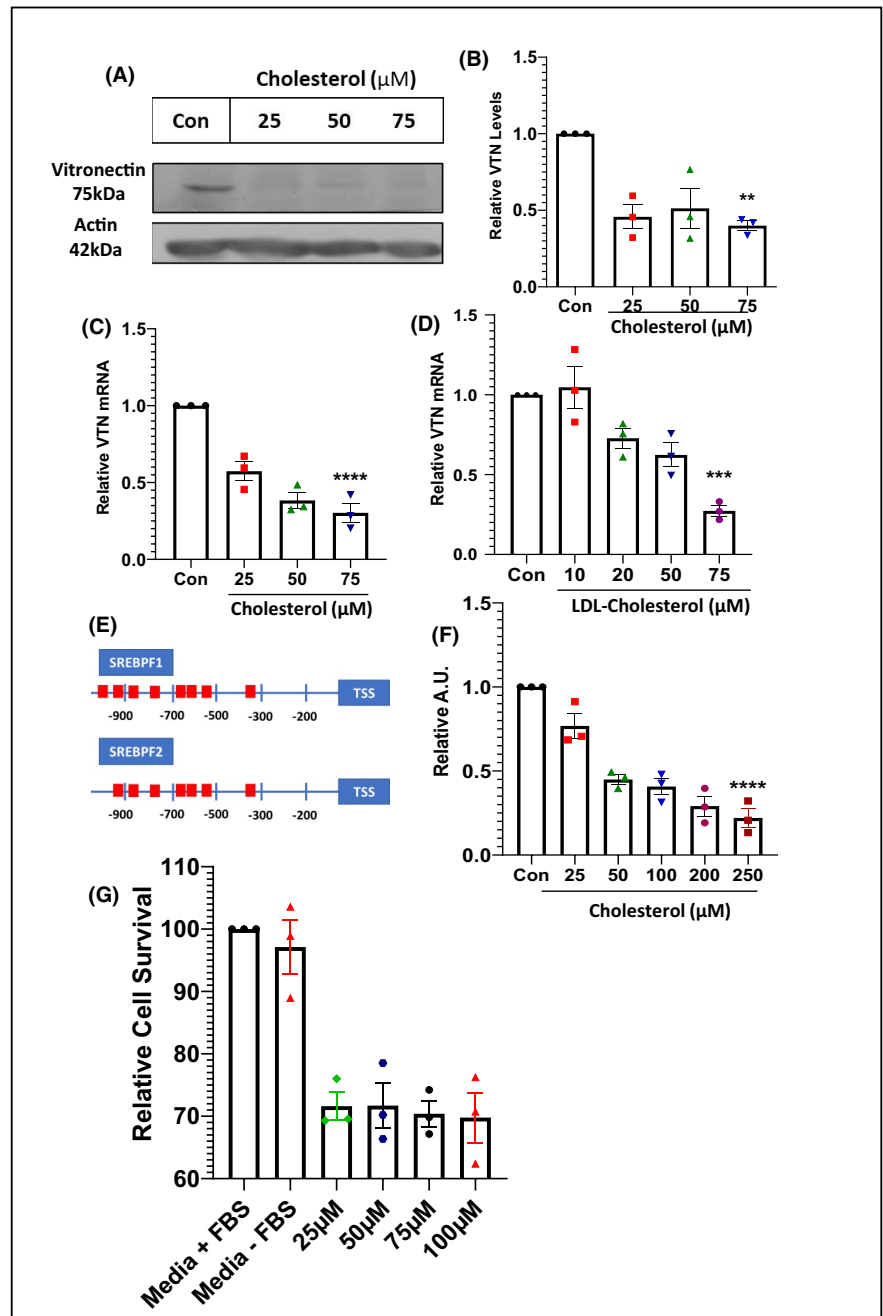 (A)
Cholesterol (µM)
Con 25 50 75
Vitronectin
75kDa
Actin
42kDa
(B)
Relative VTN Levels
1.5
1.0
0.5
0.0
**
Con 25 50 75
Cholesterol (µM)
(C)
Relative VTN mRNA
1.5
1.0
0.5
0.0
****
Con 25 50 75
Cholesterol (µM)
(D)
Relative VTN mRNA
1.5
1.0
0.5
0.0
***
Con 10 20 50 75
LDL-Cholesterol (µM)
(E)
SREBPF1
TSS
-900 -700 -500 -300 -200
SREBPF2
TSS
-900 -700 -500 -300 -200
(F)
Relative A.U.
1.5
1.0
0.5
0.0
****
Con 25 50 100 200 250
Cholesterol (µM)
(G)
Relative Cell Survival
110
100
90
80
70
60
Media + FBS
Media - FBS
25µM
50µM
75µM
100µM